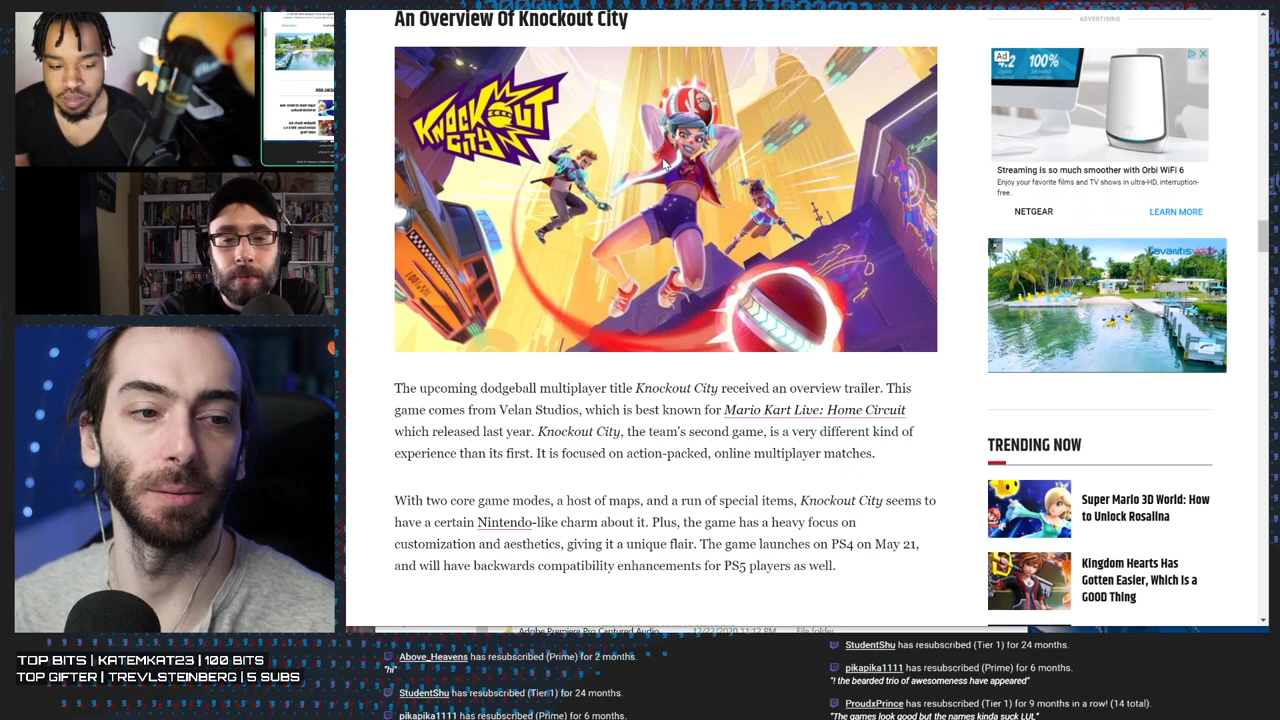 An Overview Of Knockout City
KNOCKOUT CITY
The upcoming dodgeball multiplayer title Knockout City received an overview trailer. This
game comes from Velan Studios, which is best known for Mario Kart Live: Home Circuit
which released last year. Knockout City, the team's second game, is a very different kind of
experience than its first. It is focused on action-packed, online multiplayer matches.
With two core game modes, a host of maps, and a run of special items, Knockout City seems to
have a certain Nintendo-like charm about it. Plus, the game has a heavy focus on
customization and aesthetics, giving it a unique flair. The game launches on PS4 on May 21,
and will have backwards compatibility enhancements for PS5 players as well.
ADVERTISING
Ad
100%
Streaming is so much smoother with Orbi WiFi 6
Enjoy your favorite films and TV shows in ultra-HD, interruption-
free.
NETGEAR
LEARN MORE
avantisvideo
TRENDING NOW
Super Mario 3D World: How
to Unlock Rosalina
Kingdom Hearts Has
Gotten Easier, Which Is a
GOOD Thing
Adobe Premiere Pro Captured Audio
12/22/2020 11:12 PM
File folder
TOP BITS | KATEMKAT23 | 100 BITS
TOP GIFTER | TREVLSTEINBERG | 5 SUBS
Above_Heavens has resubscribed (Prime) for 2 months.
"hi"
StudentShu has resubscribed (Tier 1) for 24 months.
pikapika1111 has resubscribed (Prime) for 6 months.
StudentShu has resubscribed (Tier 1) for 24 months.
pikapika1111 has resubscribed (Prime) for 6 months.
"! the bearded trio of awesomeness have appeared"
ProudxPrince has resubscribed (Tier 1) for 9 months in a row! (14 total).
"The games look good but the names kinda suck LUL"